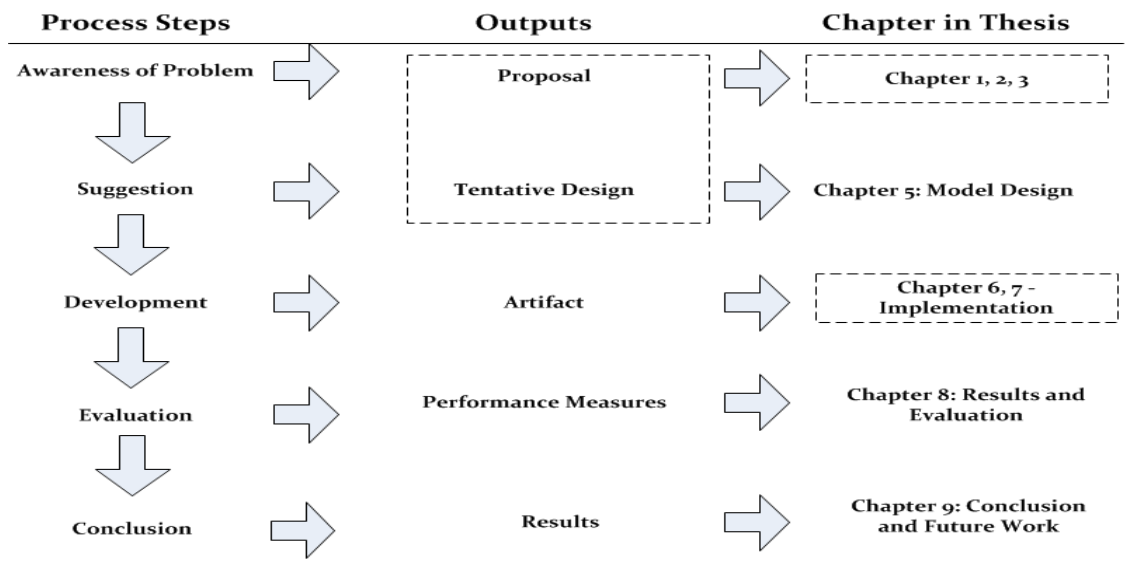 Process Steps
Outputs
Chapter in Thesis
Awareness of Problem
Proposal
Chapter 1, 2, 3
Suggestion
Tentative Design
Chapter 5: Model Design
Development
Artifact
Chapter 6, 7 -
Implementation
Evaluation
Performance Measures
Chapter 8: Results and
Evaluation
Conclusion
Results
Chapter 9: Conclusion
and Future Work